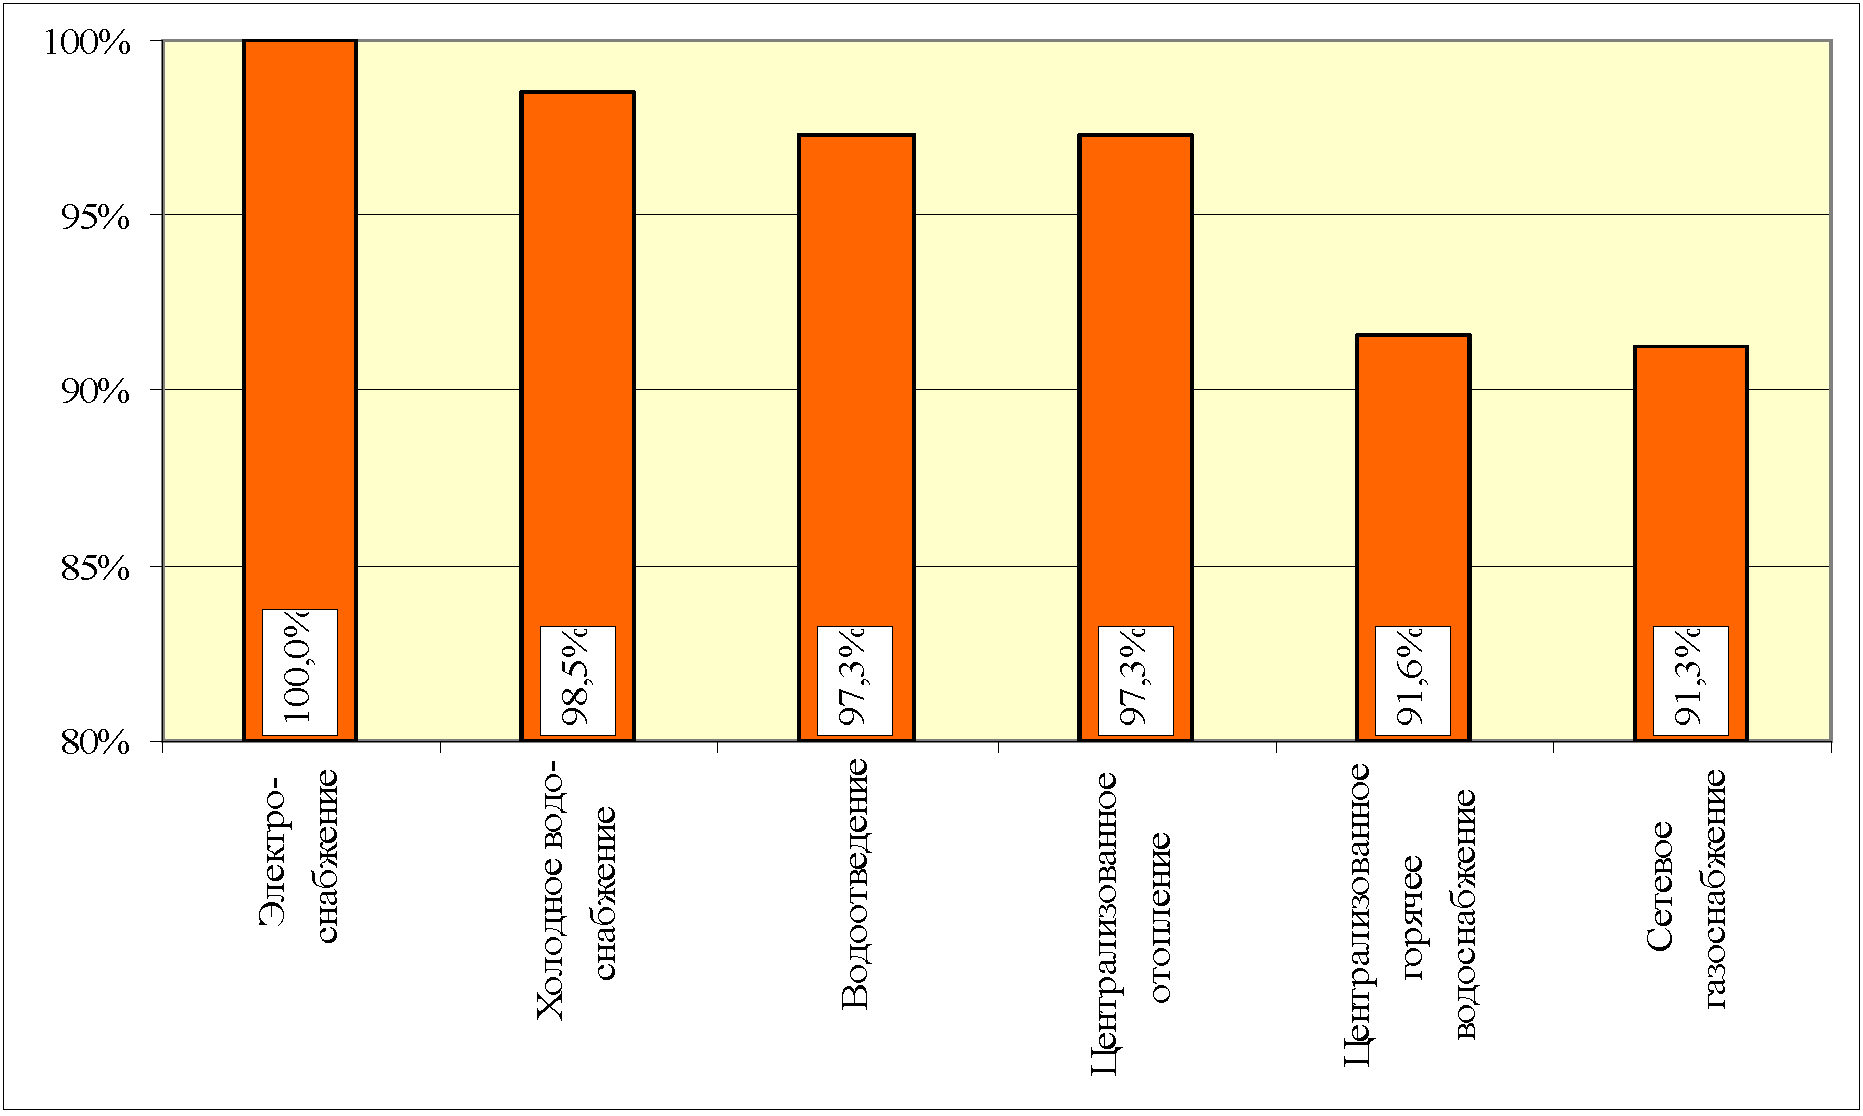 100%
95%
90%
85%
80%
100,0%
98,5%
97,3%
97,3%
91,6%
91,3%
Электро-
снабжение
Холодное водо-
снабжение
Водоотведение
Централизованное
отопление
Централизованное
горячее
водоснабжение
Сетевое
газоснабжение